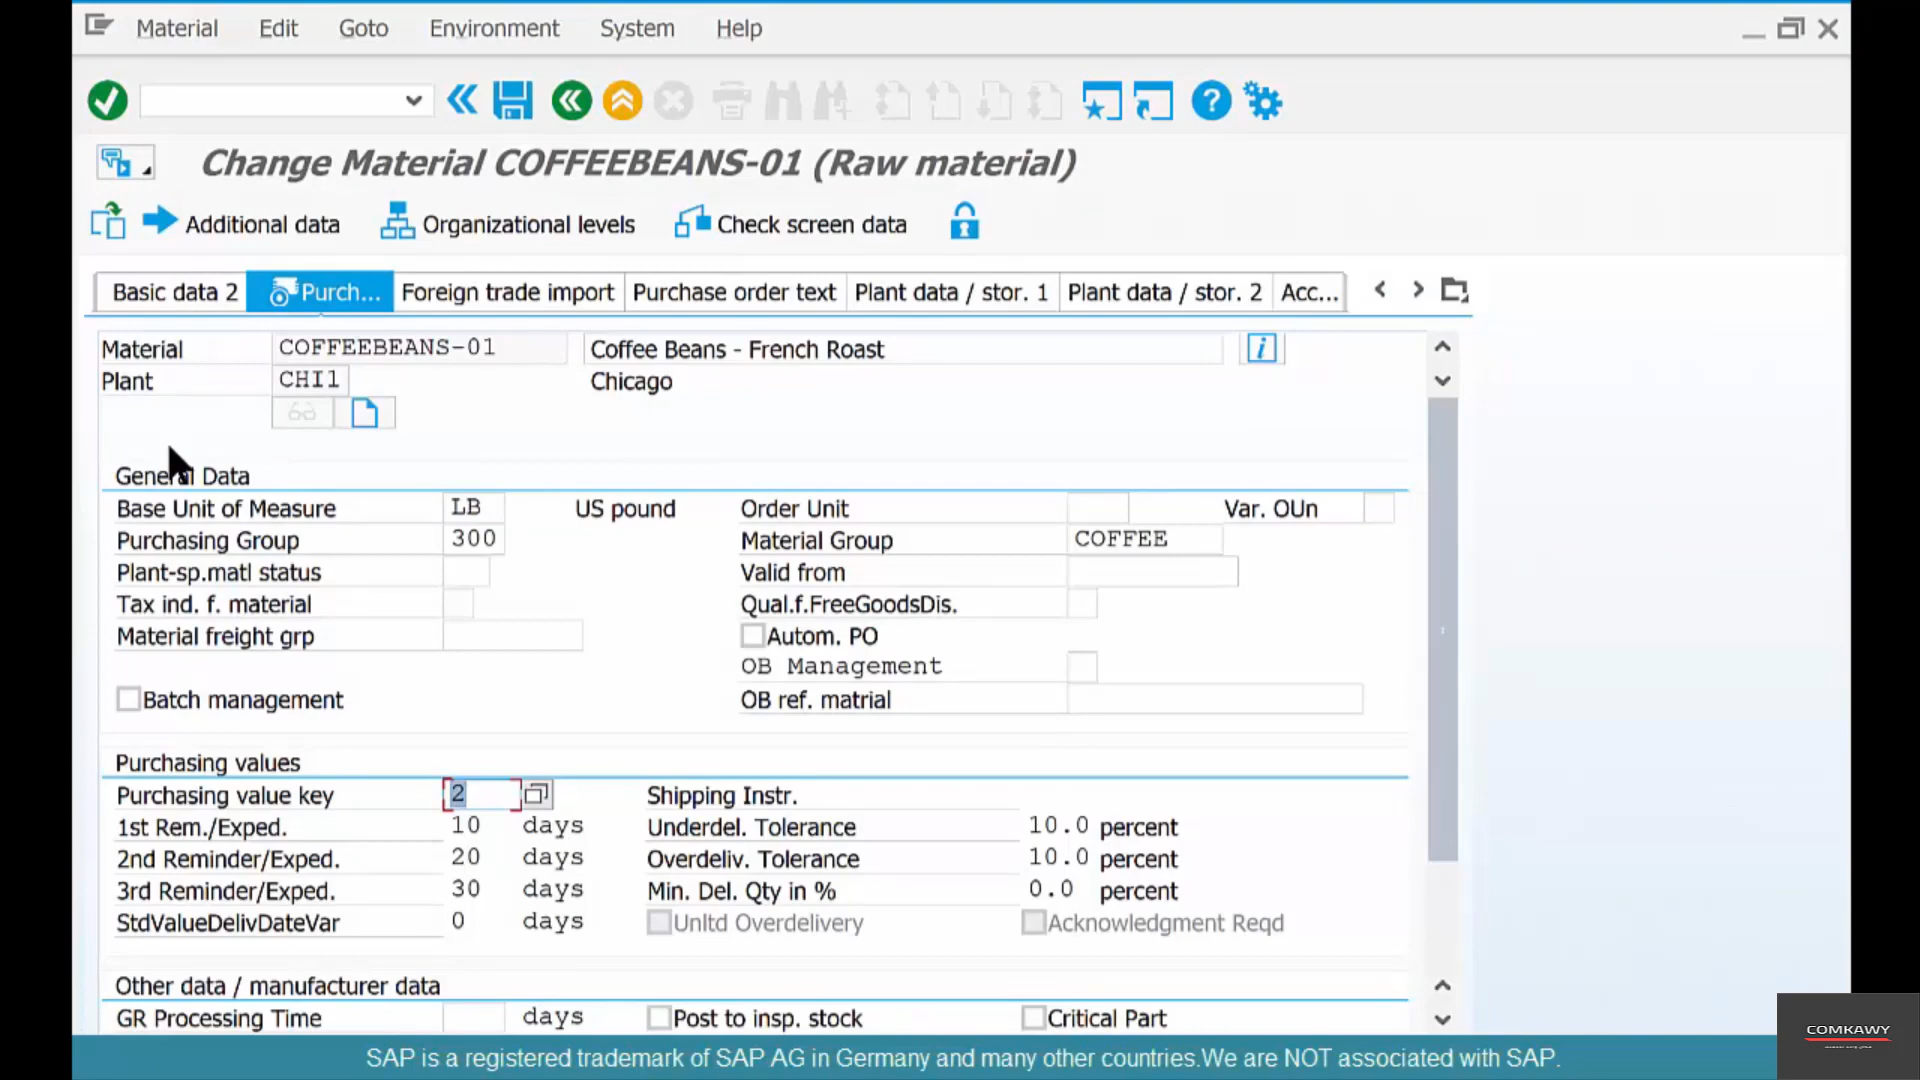 Material Edit Goto Environment System Help
Change Material COFFEEBEANS-01 (Raw material)
Additional data Organizational levels Check screen data
Basic data 2 Purch... Foreign trade import Purchase order text Plant data / stor. 1 Plant data / stor. 2 Acc...
Material COFFEEBEANS-01 Coffee Beans - French Roast
Plant CHI1 Chicago
General Data
Base Unit of Measure LB US pound Order Unit Var. OUn
Purchasing Group 300 Material Group COFFEE
Plant-sp.matl status Valid from
Tax ind. f. material Qual.f.FreeGoodsDis.
Material freight grp Autom. PO
OB Management
Batch management OB ref. matrial
Purchasing values
Purchasing value key 2 Shipping Instr.
1st Rem./Exped. 10 days Underdel. Tolerance 10.0 percent
2nd Reminder/Exped. 20 days Overdeliv. Tolerance 10.0 percent
3rd Reminder/Exped. 30 days Min. Del. Qty in % 0.0 percent
StdValueDelivDateVar 0 days Unltd Overdelivery Acknowledgment Reqd
Other data / manufacturer data
GR Processing Time days Post to insp. stock Critical Part
SAP is a registered trademark of SAP AG in Germany and many other countries.We are NOT associated with SAP.
COMKAWY